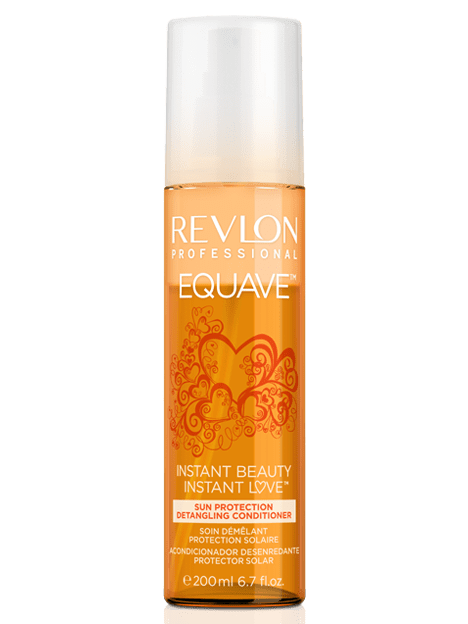 REVLON
PROFESSIONAL
EQUAVE™
INSTANT BEAUTY
INSTANT LOVE™
SUN PROTECTION
DETANGLING CONDITIONER
SOIN DÉMÊLANT
PROTECTION SOLAIRE
ACONDICIONADOR DESENREDANTE
PROTECTOR SOLAR
℮200ml 6.7 fl.oz.